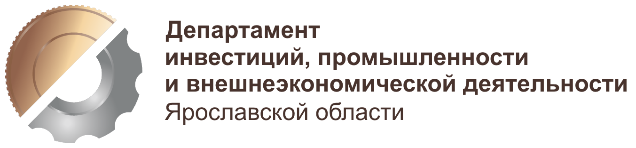 Департамент
инвестиций, промышленности
и внешнеэкономической деятельности
Ярославской области